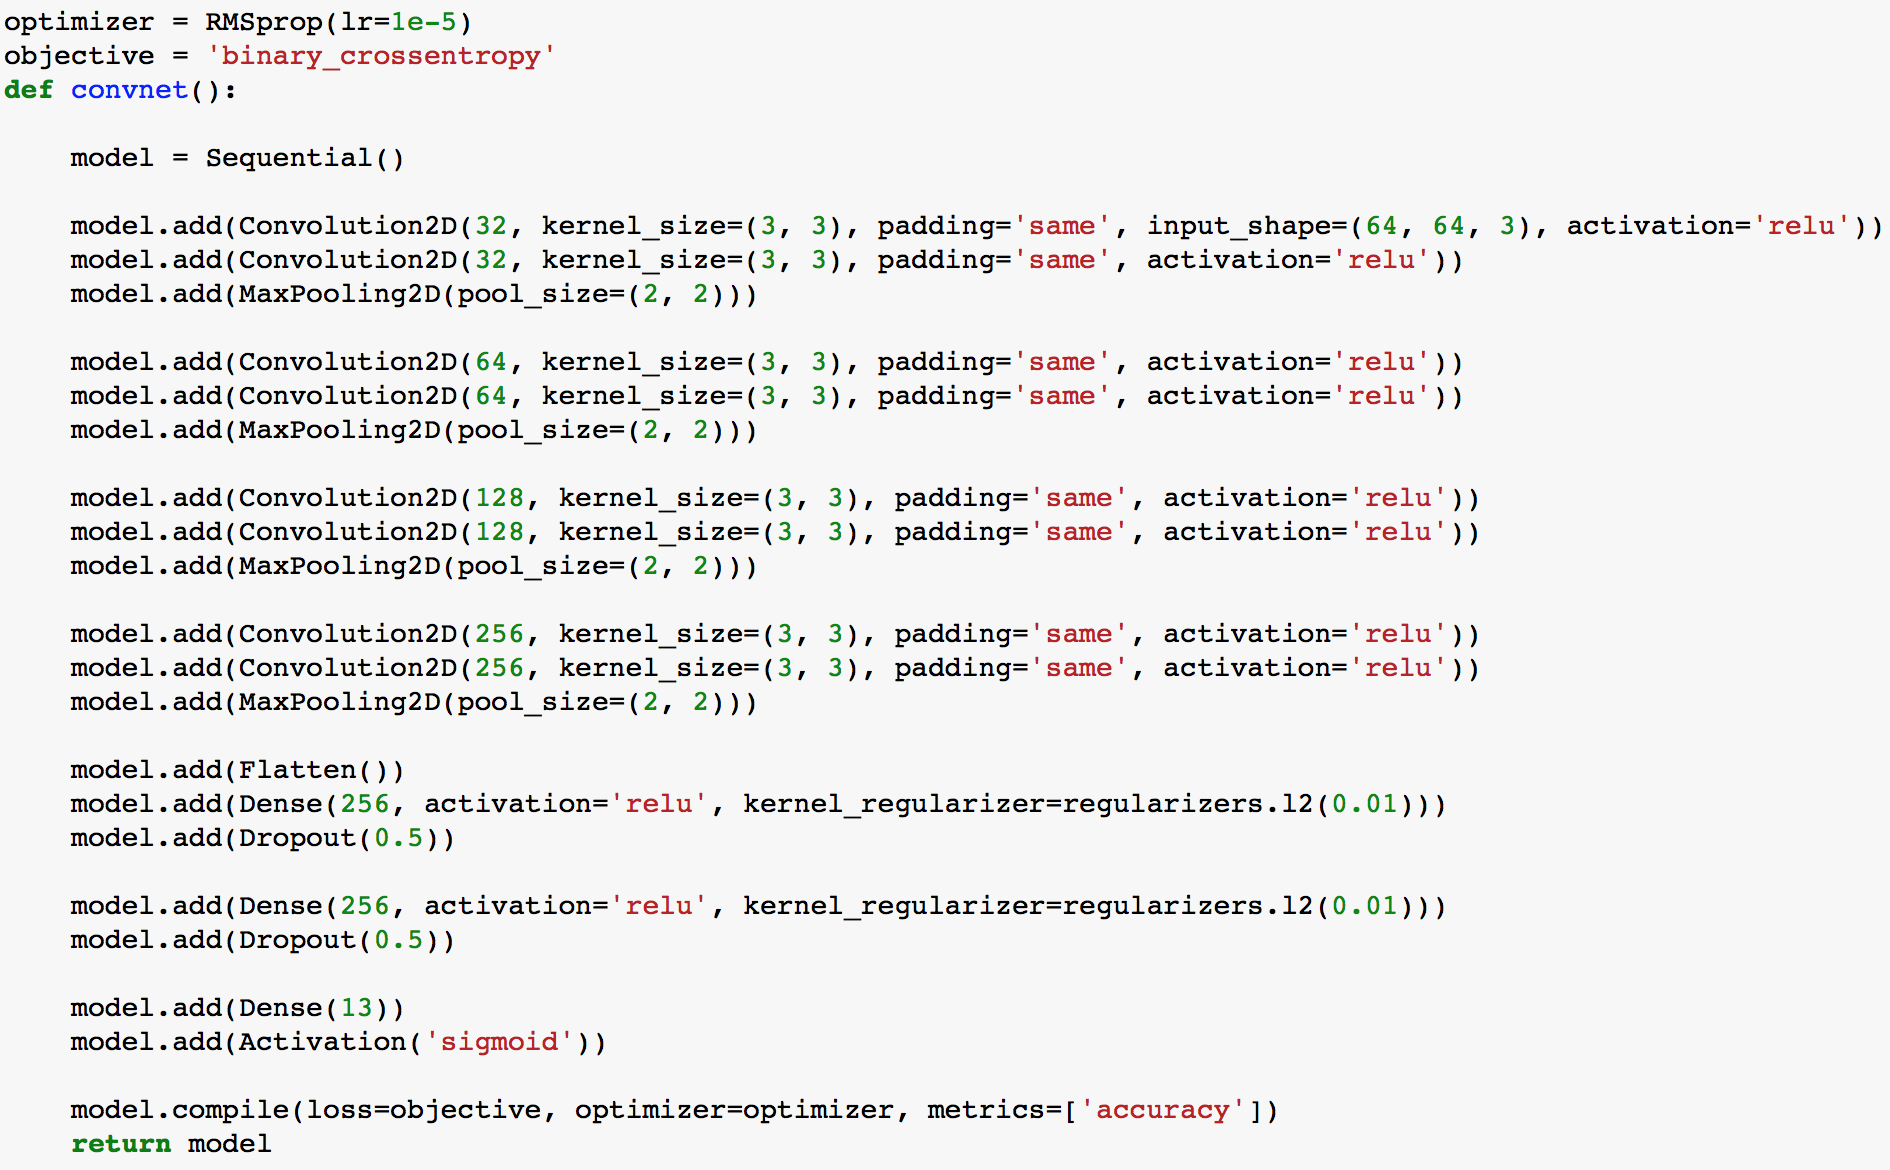 optimizer = RMSprop(lr=1e-5)
objective = 'binary_crossentropy'
def convnet():
    model = Sequential()
    model.add(Convolution2D(32, kernel_size=(3, 3), padding='same', input_shape=(64, 64, 3), activation='relu'))
    model.add(Convolution2D(32, kernel_size=(3, 3), padding='same', activation='relu'))
    model.add(MaxPooling2D(pool_size=(2, 2)))
    model.add(Convolution2D(64, kernel_size=(3, 3), padding='same', activation='relu'))
    model.add(Convolution2D(64, kernel_size=(3, 3), padding='same', activation='relu'))
    model.add(MaxPooling2D(pool_size=(2, 2)))
    model.add(Convolution2D(128, kernel_size=(3, 3), padding='same', activation='relu'))
    model.add(Convolution2D(128, kernel_size=(3, 3), padding='same', activation='relu'))
    model.add(MaxPooling2D(pool_size=(2, 2)))
    model.add(Convolution2D(256, kernel_size=(3, 3), padding='same', activation='relu'))
    model.add(Convolution2D(256, kernel_size=(3, 3), padding='same', activation='relu'))
    model.add(MaxPooling2D(pool_size=(2, 2)))
    model.add(Flatten())
    model.add(Dense(256, activation='relu', kernel_regularizer=regularizers.l2(0.01)))
    model.add(Dropout(0.5))
    model.add(Dense(256, activation='relu', kernel_regularizer=regularizers.l2(0.01)))
    model.add(Dropout(0.5))
    model.add(Dense(13))
    model.add(Activation('sigmoid'))
    model.compile(loss=objective, optimizer=optimizer, metrics=['accuracy'])
    return model